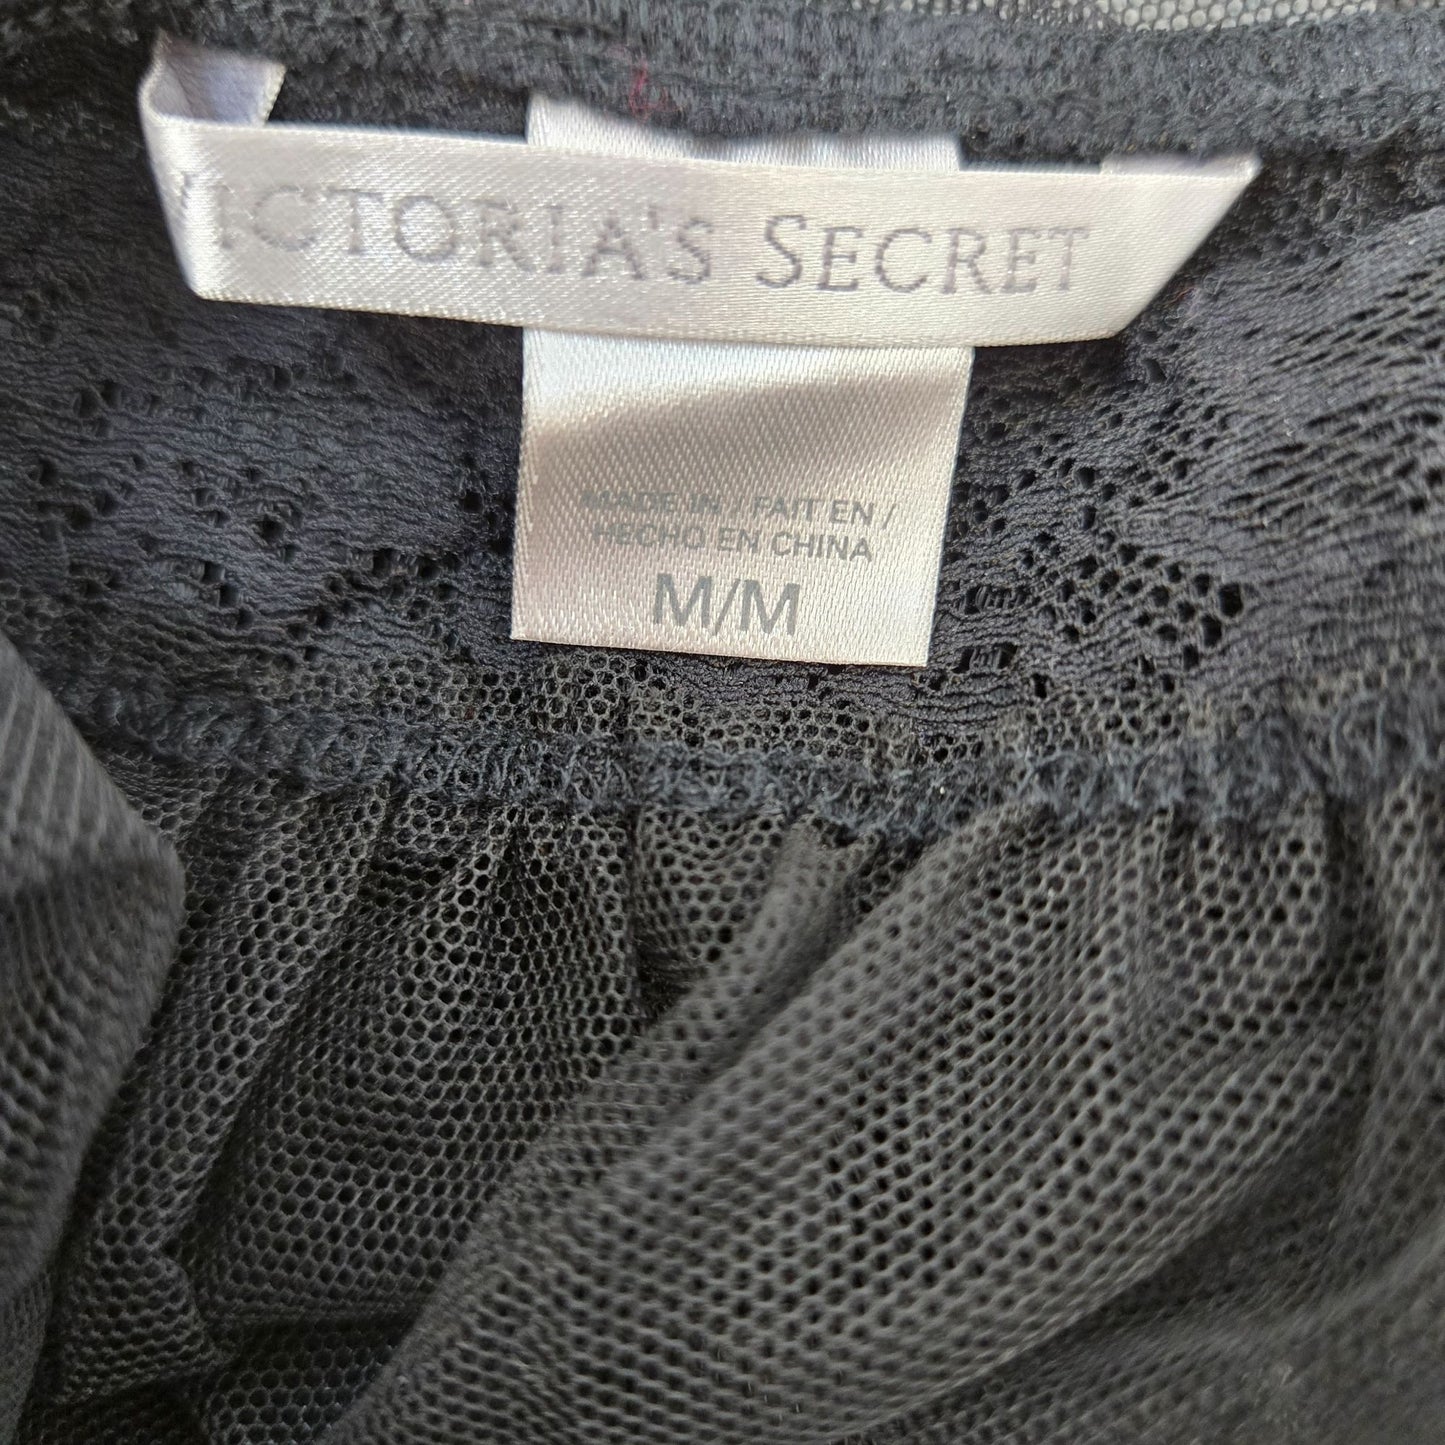 VICTORIA'S SECRET
MADE IN / FAIT EN /
HECHO EN CHINA
M/M